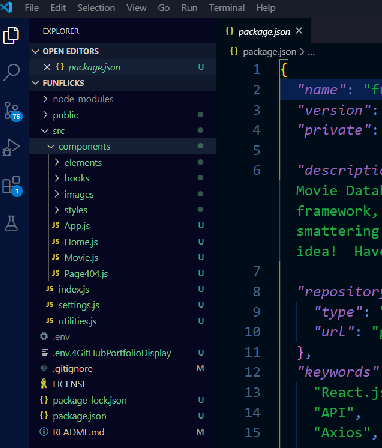 File Edit Selection View Go Run Terminal Help
EXPLORER
OPEN EDITORS
package.json U
FUNFLICKS
node_modules
public
src
components
elements
hooks
images
styles
App.js U
Home.js U
Movie.js U
Page404.js U
index.js U
settings.js U
utilities.js U
.env
.env.4GitHubPortfolioDisplay U
.gitignore M
LICENSE
package-lock.json U
package.json U
README.md M
75
1
package.json
package.json > ...
1 {
2 "name": "f
3 "version":
4 "private":
5
6 "descripti
Movie Datab
framework,
smattering
idea! Have
7
8 "repository
9 "type": "
10 "url": "g
11 },
12 "keywords"
13 "React.js
14 "API",
15 "Axios",